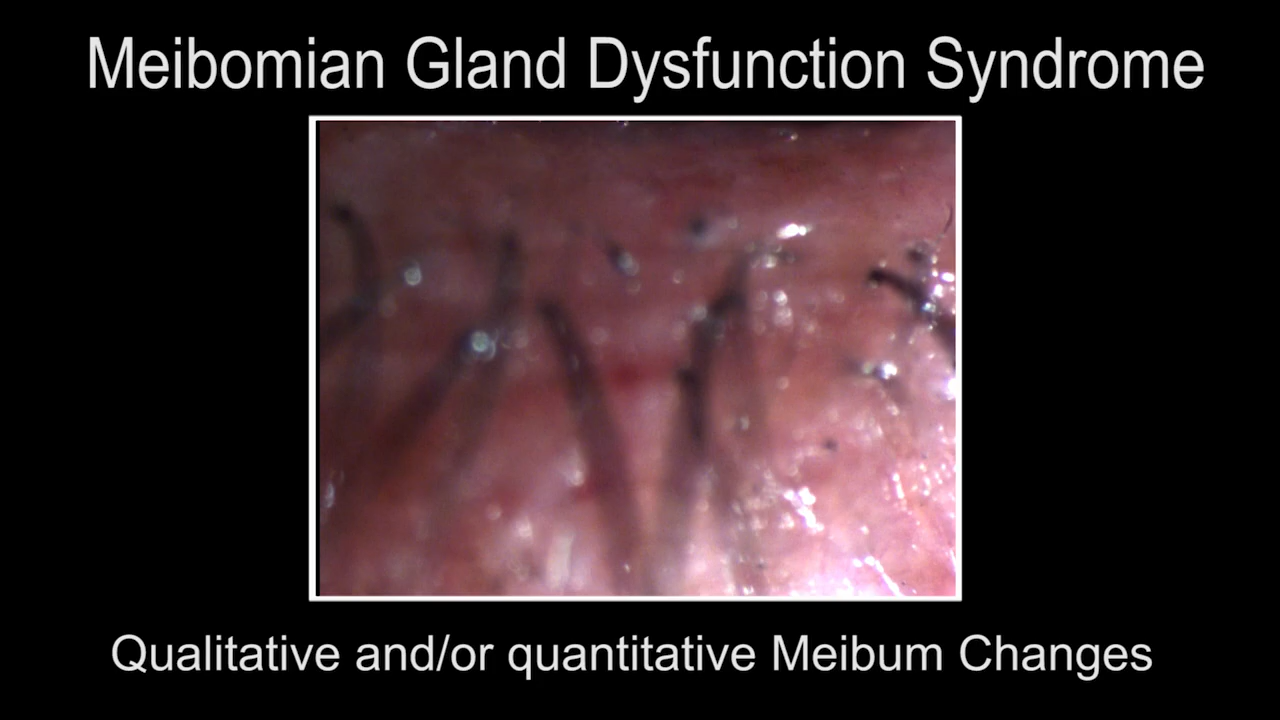 Meibomian Gland Dysfunction Syndrome
Qualitative and/or quantitative Meibum Changes